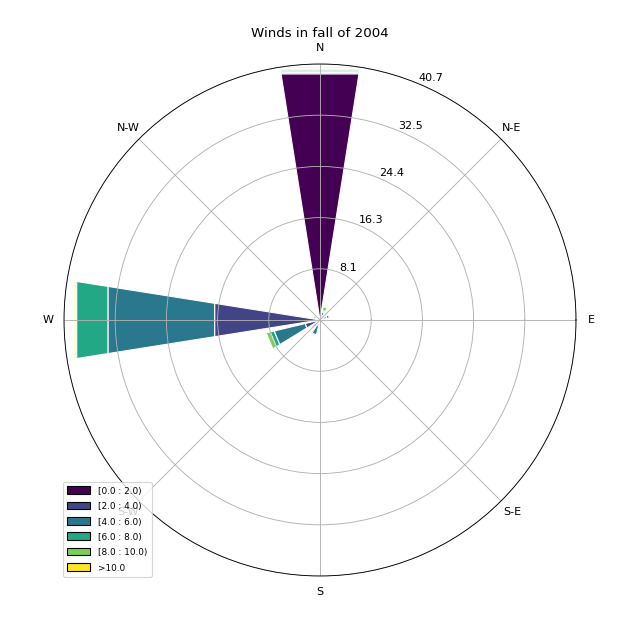 Winds in fall of 2004
N
40.7
N-W
32.5
N-E
24.4
16.3
8.1
W
E
[0.0 : 2.0)
[2.0 : 4.0)
S-W
[4.0 : 6.0)
S-E
[6.0 : 8.0)
[8.0 : 10.0)
>10.0
S